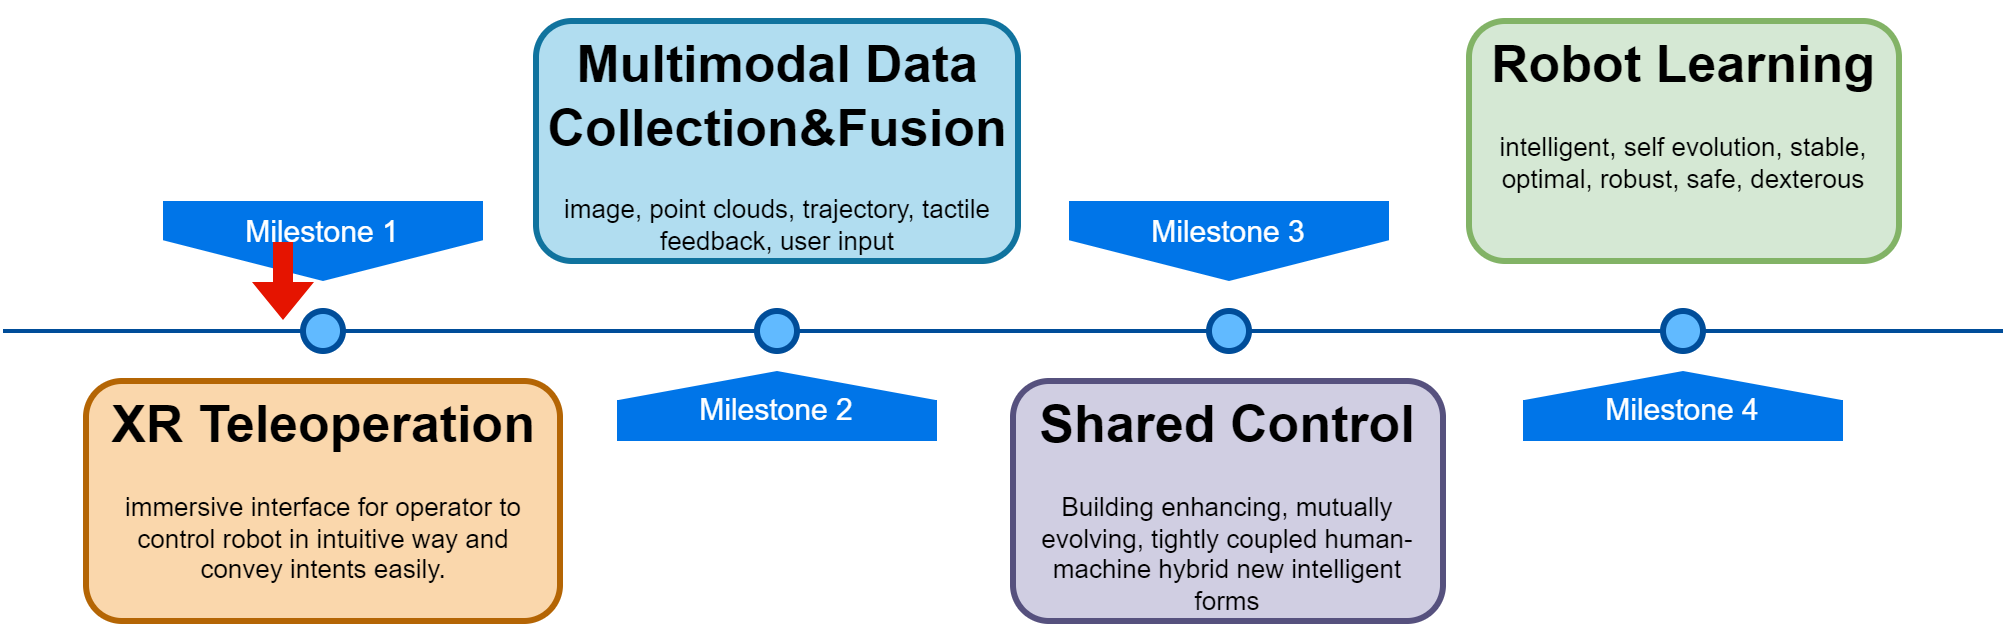 Milestone 1
XR Teleoperation
immersive interface for operator to
control robot in intuitive way and
convey intents easily.
Multimodal Data
Collection&Fusion
image, point clouds, trajectory, tactile
feedback, user input
Milestone 2
Milestone 3
Shared Control
Building enhancing, mutually
evolving, tightly coupled human-
machine hybrid new intelligent
forms
Robot Learning
intelligent, self evolution, stable,
optimal, robust, safe, dexterous
Milestone 4